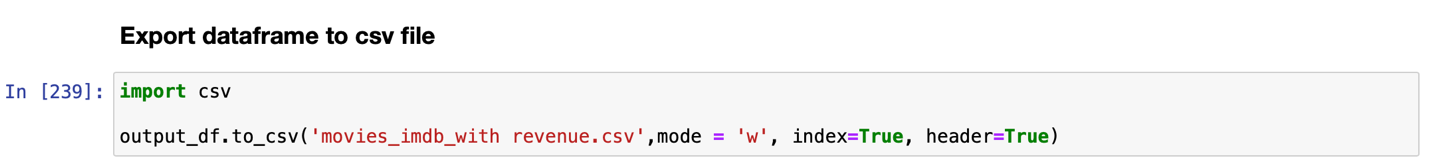 Export dataframe to csv file
In [239]: import csv
output_df.to_csv('movies_imdb_with revenue.csv',mode = 'w', index=True, header=True)